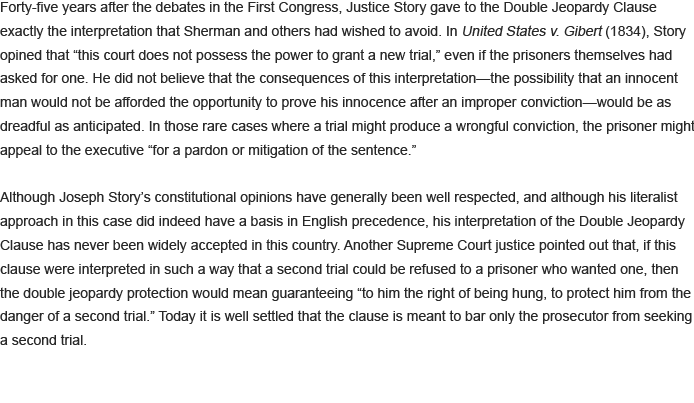 Forty-five years after the debates in the First Congress, Justice Story gave to the Double Jeopardy Clause
exactly the interpretation that Sherman and others had wished to avoid. In United States v. Gibert (1834), Story
opined that “this court does not possess the power to grant a new trial,” even if the prisoners themselves had
asked for one. He did not believe that the consequences of this interpretation—the possibility that an innocent
man would not be afforded the opportunity to prove his innocence after an improper conviction—would be as
dreadful as anticipated. In those rare cases where a trial might produce a wrongful conviction, the prisoner might
appeal to the executive “for a pardon or mitigation of the sentence.”
Although Joseph Story’s constitutional opinions have generally been well respected, and although his literalist
approach in this case did indeed have a basis in English precedence, his interpretation of the Double Jeopardy
Clause has never been widely accepted in this country. Another Supreme Court justice pointed out that, if this
clause were interpreted in such a way that a second trial could be refused to a prisoner who wanted one, then
the double jeopardy protection would mean guaranteeing “to him the right of being hung, to protect him from the
danger of a second trial.” Today it is well settled that the clause is meant to bar only the prosecutor from seeking
a second trial.